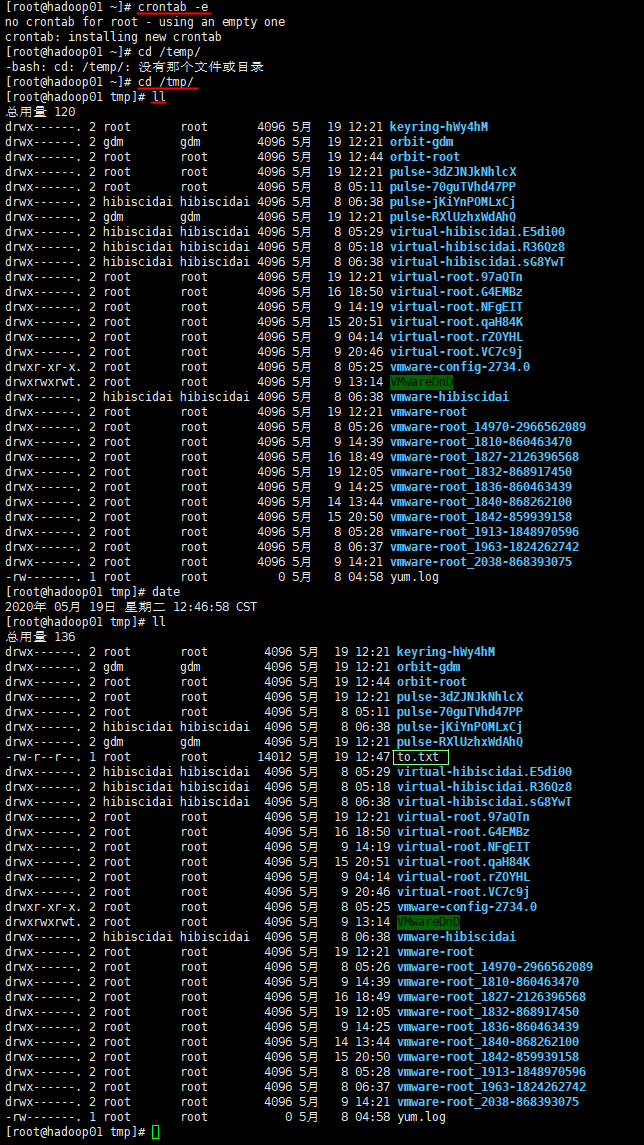 [root@hadoop01 ~]# crontab -e
no crontab for root - using an empty one
crontab: installing new crontab
[root@hadoop01 ~]# cd /temp/
-bash: cd: /temp/: 没有那个文件或目录
[root@hadoop01 ~]# cd /tmp/
[root@hadoop01 tmp]# ll
总用量 120
drwx------. 2 root root 4096 5月 19 12:21 keyring-hWy4hM
drwx------. 2 gdm gdm 4096 5月 19 12:21 orbit-gdm
drwx------. 2 root root 4096 5月 19 12:44 orbit-root
drwx------. 2 root root 4096 5月 19 12:21 pulse-3dZJNJkNhlcX
drwx------. 2 root root 4096 5月 8 05:11 pulse-70guTVhd47PP
drwx------. 2 hibiscidai hibiscidai 4096 5月 8 06:38 pulse-jKiYnPOMLxCj
drwx------. 2 gdm gdm 4096 5月 19 12:21 pulse-RXlUzhxWdAhQ
drwx------. 2 hibiscidai hibiscidai 4096 5月 8 05:29 virtual-hibiscidai.E5di00
drwx------. 2 hibiscidai hibiscidai 4096 5月 8 05:18 virtual-hibiscidai.R36Qz8
drwx------. 2 hibiscidai hibiscidai 4096 5月 8 06:38 virtual-hibiscidai.sG8YwT
drwx------. 2 root root 4096 5月 19 12:21 virtual-root.97aQTn
drwx------. 2 root root 4096 5月 16 18:50 virtual-root.G4EMBz
drwx------. 2 root root 4096 5月 9 14:19 virtual-root.NFgEIT
drwx------. 2 root root 4096 5月 15 20:51 virtual-root.qaH84K
drwx------. 2 root root 4096 5月 9 04:14 virtual-root.rZOYHL
drwx------. 2 root root 4096 5月 9 20:46 virtual-root.VC7c9j
drwxr-xr-x. 2 root root 4096 5月 8 05:25 vmware-config-2734.0
drwxrwxrwt. 2 root root 4096 5月 9 13:14 VMwareDnD
drwx------. 2 hibiscidai hibiscidai 4096 5月 8 06:38 vmware-hibiscidai
drwx------. 2 root root 4096 5月 19 12:21 vmware-root
drwx------. 2 root root 4096 5月 8 05:26 vmware-root_14970-2966562089
drwx------. 2 root root 4096 5月 9 14:39 vmware-root_1810-860463470
drwx------. 2 root root 4096 5月 16 18:49 vmware-root_1827-2126396568
drwx------. 2 root root 4096 5月 19 12:05 vmware-root_1832-868917450
drwx------. 2 root root 4096 5月 9 14:25 vmware-root_1836-860463439
drwx------. 2 root root 4096 5月 14 13:44 vmware-root_1840-868262100
drwx------. 2 root root 4096 5月 15 20:50 vmware-root_1842-859939158
drwx------. 2 root root 4096 5月 8 05:28 vmware-root_1913-1848970596
drwx------. 2 root root 4096 5月 8 06:37 vmware-root_1963-1824262742
drwx------. 2 root root 4096 5月 9 14:21 vmware-root_2038-868393075
-rw-------. 1 root root 0 5月 8 04:58 yum.log
[root@hadoop01 tmp]# date
2020年 05月 19日 星期二 12:46:58 CST
[root@hadoop01 tmp]# ll
总用量 136
drwx------. 2 root root 4096 5月 19 12:21 keyring-hWy4hM
drwx------. 2 gdm gdm 4096 5月 19 12:21 orbit-gdm
drwx------. 2 root root 4096 5月 19 12:44 orbit-root
drwx------. 2 root root 4096 5月 19 12:21 pulse-3dZJNJkNhlcX
drwx------. 2 root root 4096 5月 8 05:11 pulse-70guTVhd47PP
drwx------. 2 hibiscidai hibiscidai 4096 5月 8 06:38 pulse-jKiYnPOMLxCj
drwx------. 2 gdm gdm 4096 5月 19 12:21 pulse-RXlUzhxWdAhQ
-rw-r--r--. 1 root root 14012 5月 19 12:47 to.txt
drwx------. 2 hibiscidai hibiscidai 4096 5月 8 05:29 virtual-hibiscidai.E5di00
drwx------. 2 hibiscidai hibiscidai 4096 5月 8 05:18 virtual-hibiscidai.R36Qz8
drwx------. 2 hibiscidai hibiscidai 4096 5月 8 06:38 virtual-hibiscidai.sG8YwT
drwx------. 2 root root 4096 5月 19 12:21 virtual-root.97aQTn
drwx------. 2 root root 4096 5月 16 18:50 virtual-root.G4EMBz
drwx------. 2 root root 4096 5月 9 14:19 virtual-root.NFgEIT
drwx------. 2 root root 4096 5月 15 20:51 virtual-root.qaH84K
drwx------. 2 root root 4096 5月 9 04:14 virtual-root.rZOYHL
drwx------. 2 root root 4096 5月 9 20:46 virtual-root.VC7c9j
drwxr-xr-x. 2 root root 4096 5月 8 05:25 vmware-config-2734.0
drwxrwxrwt. 2 root root 4096 5月 9 13:14 VMwareDnD
drwx------. 2 hibiscidai hibiscidai 4096 5月 8 06:38 vmware-hibiscidai
drwx------. 2 root root 4096 5月 19 12:21 vmware-root
drwx------. 2 root root 4096 5月 8 05:26 vmware-root_14970-2966562089
drwx------. 2 root root 4096 5月 9 14:39 vmware-root_1810-860463470
drwx------. 2 root root 4096 5月 16 18:49 vmware-root_1827-2126396568
drwx------. 2 root root 4096 5月 19 12:05 vmware-root_1832-868917450
drwx------. 2 root root 4096 5月 9 14:25 vmware-root_1836-860463439
drwx------. 2 root root 4096 5月 14 13:44 vmware-root_1840-868262100
drwx------. 2 root root 4096 5月 15 20:50 vmware-root_1842-859939158
drwx------. 2 root root 4096 5月 8 05:28 vmware-root_1913-1848970596
drwx------. 2 root root 4096 5月 8 06:37 vmware-root_1963-1824262742
drwx------. 2 root root 4096 5月 9 14:21 vmware-root_2038-868393075
-rw-------. 1 root root 0 5月 8 04:58 yum.log
[root@hadoop01 tmp]#